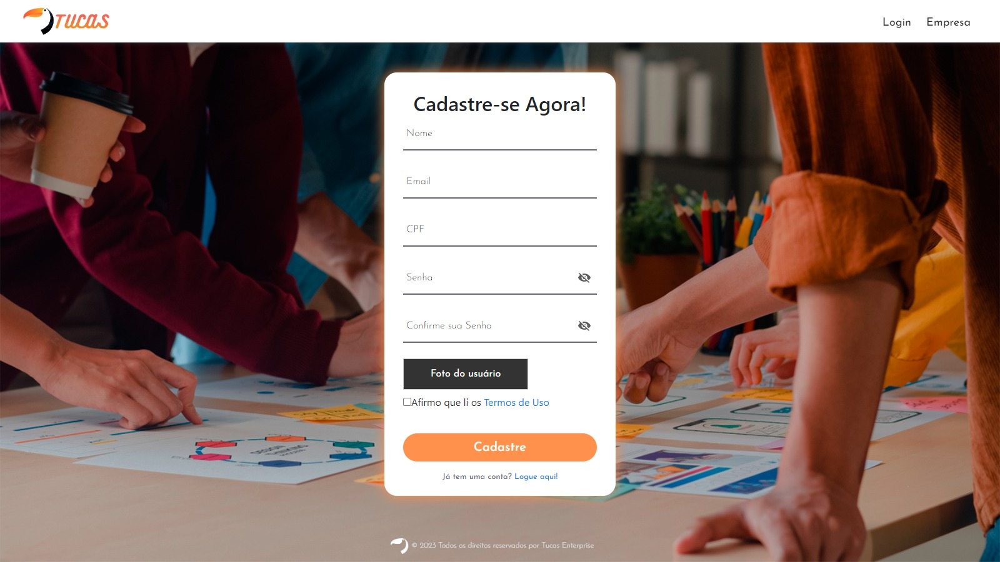 TUCAS
Login Empresa
Cadastre-se Agora!
Nome
Email
CPF
Senha
Confirme sua Senha
Foto do usuário
Afirmo que li os Termos de Uso
Cadastre
Já tem uma conta? Logue aqui!
© 2023 Todos os direitos reservados por Tucas Enterprise